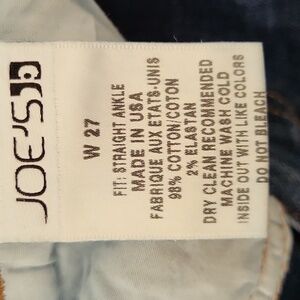 JOE'S
W 27
FIT: STRAIGHT ANKLE
MADE IN USA
FABRIQUE AUX ETATS-UNIS
98% COTTON/COTON
2% ELASTAN
DRY CLEAN RECOMMENDED
MACHINE WASH COLD
INSIDE OUT WITH LIKE COLORS
DO NOT BLEACH